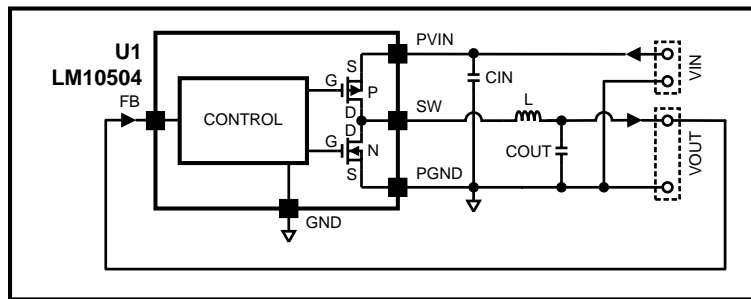 U1
LM10504
FB
CONTROL
G
S
P
D
D
G
N
S
PVIN
SW
PGND
GND
CIN
L
COUT
VIN
VOUT